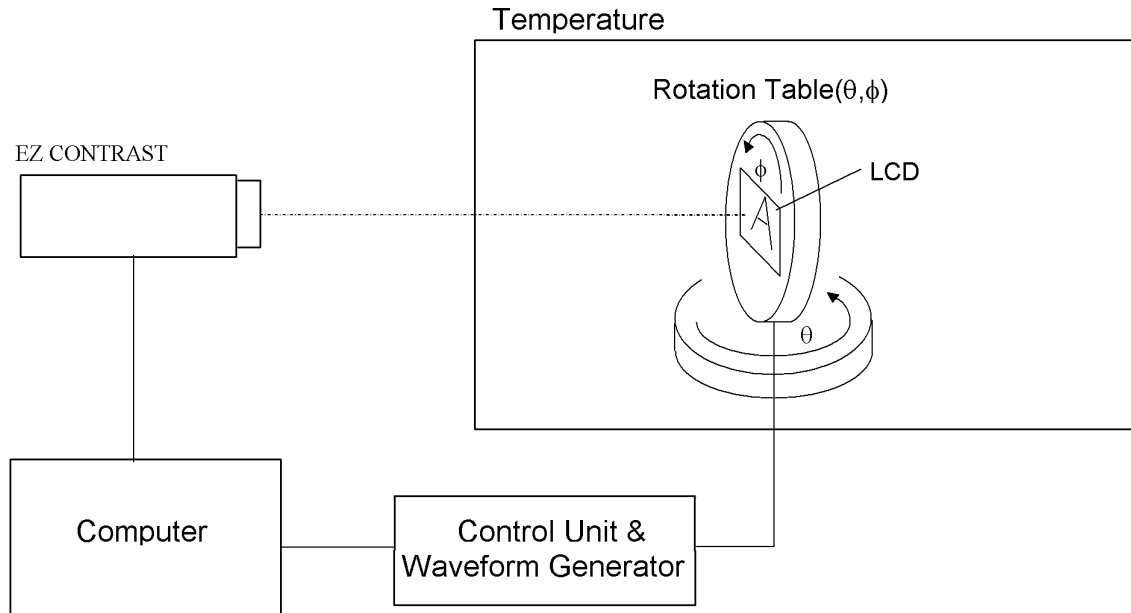 Temperature
Rotation Table(θ,ϕ)
EZ CONTRAST
ϕ
LCD
A
θ
Computer
Control Unit &
Waveform Generator